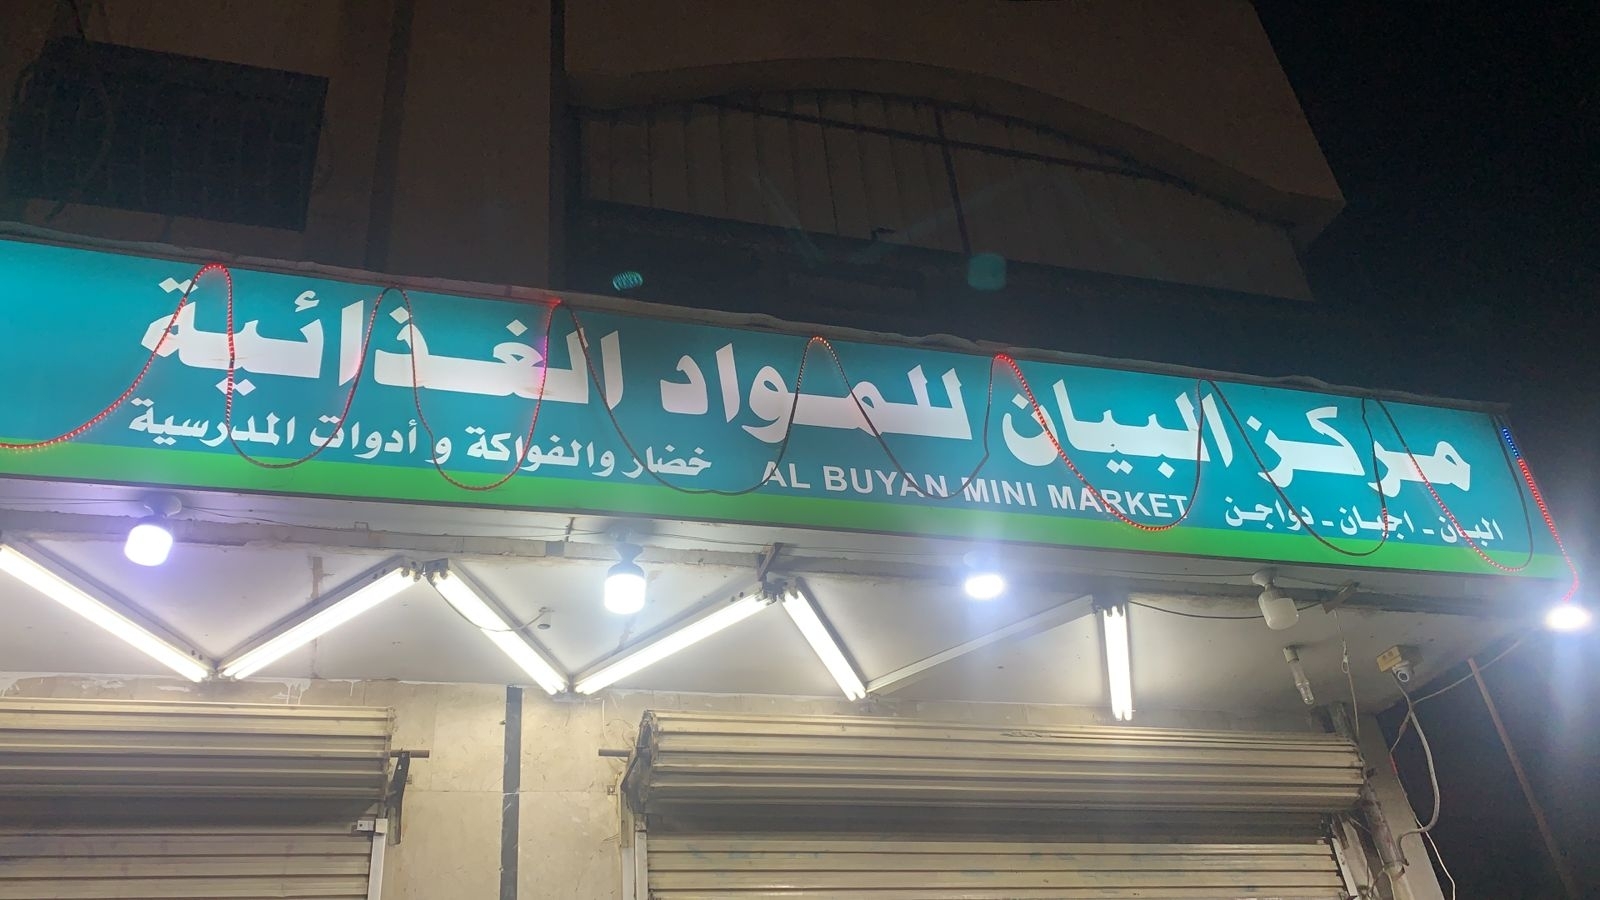 مركز البيان للمواد الغذائية
البان - اجبان - دواجن
AL BUYAN MINI MARKET
خضار والفواكة و أدوات المدرسية